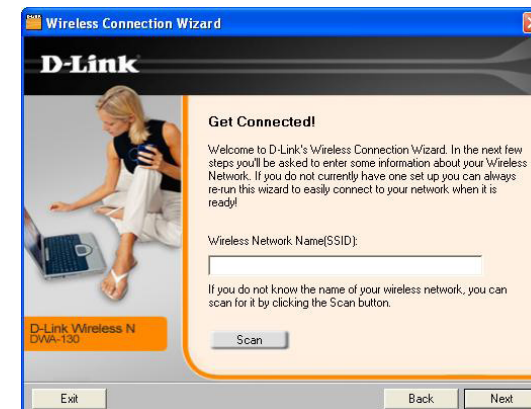 Wireless Connection Wizard
D-Link
Get Connected!
Welcome to D-Link's Wireless Connection Wizard. In the next few
steps you'll be asked to enter some information about your Wireless
Network. If you do not currently have one set up you can always
re-run this wizard to easily connect to your network when it is
ready!
Wireless Network Name(SSID):
If you do not know the name of your wireless network, you can
scan for it by clicking the Scan button.
Scan
D-Link Wireless N
DWA-130
Exit
Back
Next